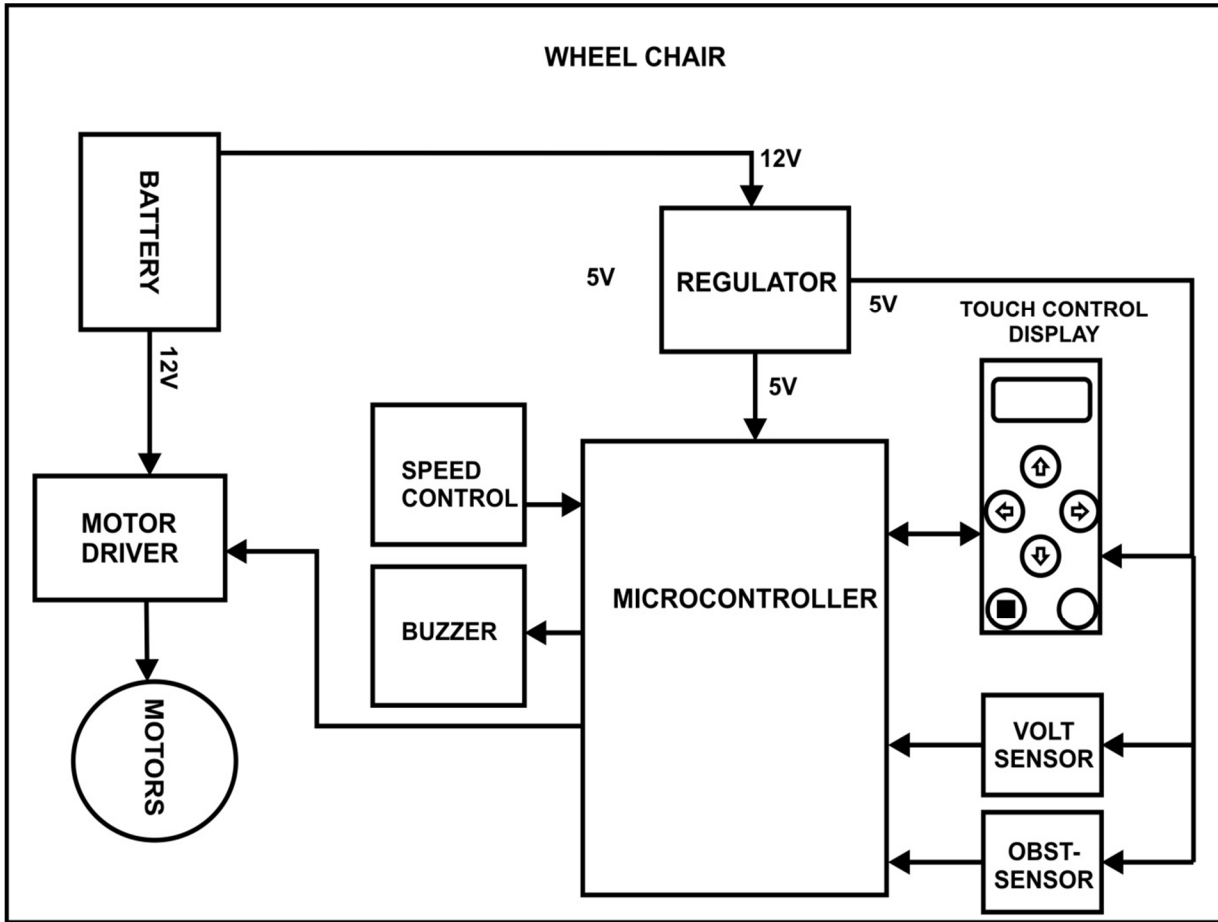 WHEEL CHAIR
BATTERY
12V
12V
REGULATOR
5V
5V
5V
TOUCH CONTROL
DISPLAY
SPEED
CONTROL
MOTOR
DRIVER
MICROCONTROLLER
BUZZER
MOTORS
VOLT
SENSOR
OBST-
SENSOR